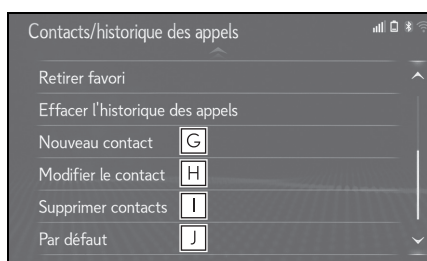 Contacts/historique des appels
Retirer favori
Effacer l'historique des appels
Nouveau contact G
Modifier le contact H
Supprimer contacts I
Par défaut J